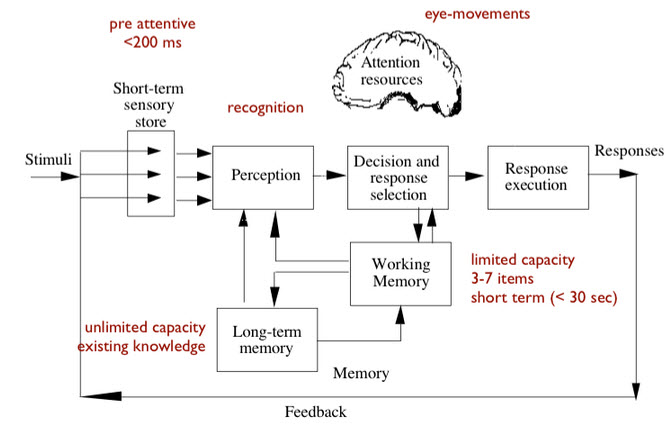 pre attentive
<200 ms
eye-movements
Attention
resources
Short-term
sensory
store
recognition
Stimuli
Perception
Decision and
response
selection
Response
execution
Responses
Working
Memory
limited capacity
3-7 items
short term (< 30 sec)
unlimited capacity
existing knowledge
Long-term
memory
Memory
Feedback